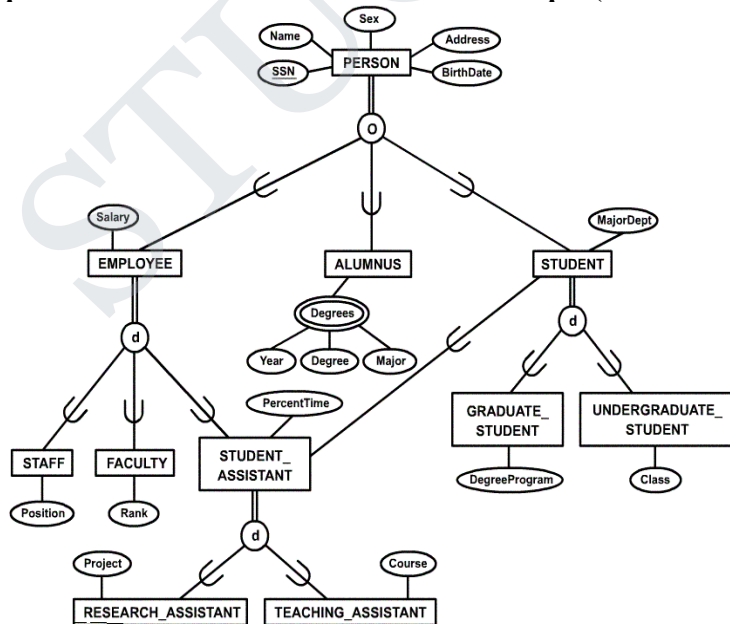 Sex
Name
Address
PERSON
SSN
BirthDate
O
Salary
MajorDept
EMPLOYEE
ALUMNUS
STUDENT
Degrees
d
d
Year
Degree
Major
PercentTime
GRADUATE_
STUDENT
UNDERGRADUATE_
STUDENT
STAFF
FACULTY
STUDENT_
ASSISTANT
DegreeProgram
Class
Position
Rank
d
Project
Course
RESEARCH_ASSISTANT
TEACHING_ASSISTANT